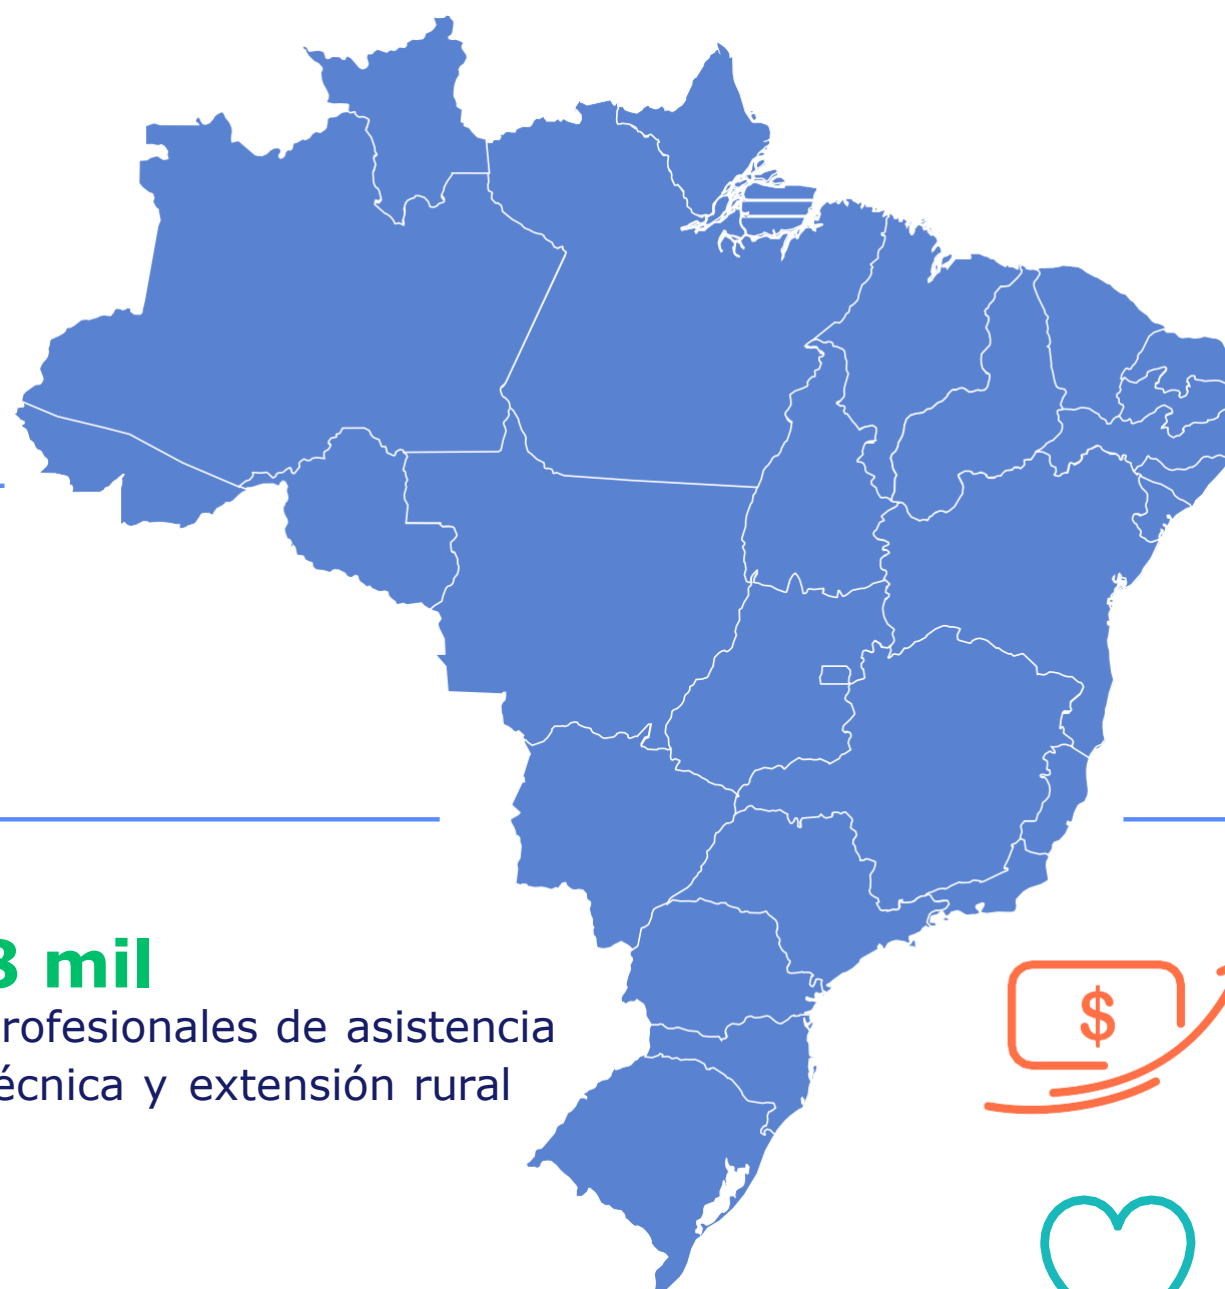 3 mil
rofesionales de asistencia
écnica y extensión rural
$